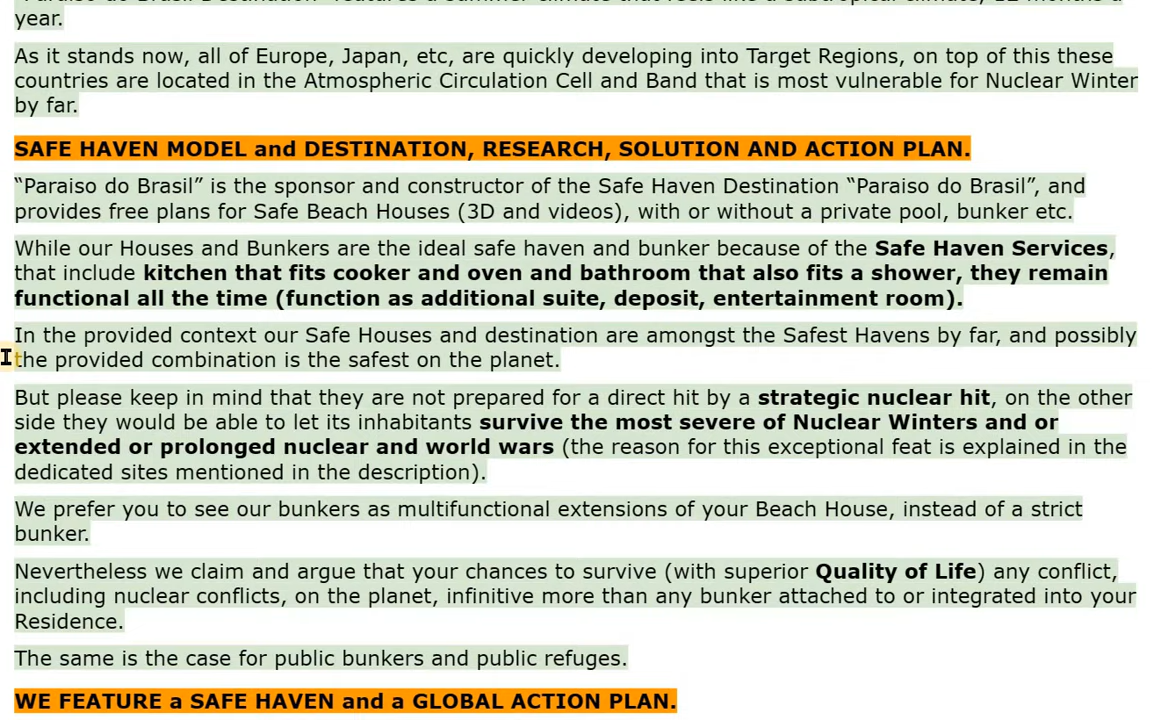 year.
As it stands now, all of Europe, Japan, etc, are quickly developing into Target Regions, on top of this these
countries are located in the Atmospheric Circulation Cell and Band that is most vulnerable for Nuclear Winter
by far.
SAFE HAVEN MODEL and DESTINATION, RESEARCH, SOLUTION AND ACTION PLAN.
“Paraiso do Brasil” is the sponsor and constructor of the Safe Haven Destination “Paraiso do Brasil”, and
provides free plans for Safe Beach Houses (3D and videos), with or without a private pool, bunker etc.
While our Houses and Bunkers are the ideal safe haven and bunker because of the Safe Haven Services,
that include kitchen that fits cooker and oven and bathroom that also fits a shower, they remain
functional all the time (function as additional suite, deposit, entertainment room).
In the provided context our Safe Houses and destination are amongst the Safest Havens by far, and possibly
the provided combination is the safest on the planet.
But please keep in mind that they are not prepared for a direct hit by a strategic nuclear hit, on the other
side they would be able to let its inhabitants survive the most severe of Nuclear Winters and or
extended or prolonged nuclear and world wars (the reason for this exceptional feat is explained in the
dedicated sites mentioned in the description).
We prefer you to see our bunkers as multifunctional extensions of your Beach House, instead of a strict
bunker.
Nevertheless we claim and argue that your chances to survive (with superior Quality of Life) any conflict,
including nuclear conflicts, on the planet, infinitive more than any bunker attached to or integrated into your
Residence.
The same is the case for public bunkers and public refuges.
WE FEATURE a SAFE HAVEN and a GLOBAL ACTION PLAN.